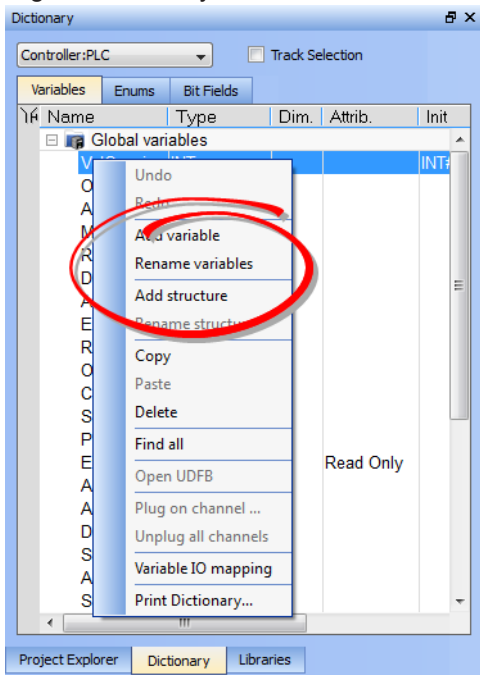 Dictionary
Controller:PLC
Track Selection
Variables Enums Bit Fields
Name Type Dim. Attrib. Init
Global variables
INT#
Undo
Redo
Add variable
Rename variables
Add structure
Rename structure
Copy
Paste
Delete
Find all
Open UDFB
Read Only
Plug on channel ...
Unplug all channels
Variable IO mapping
Print Dictionary...
Project Explorer Dictionary Libraries